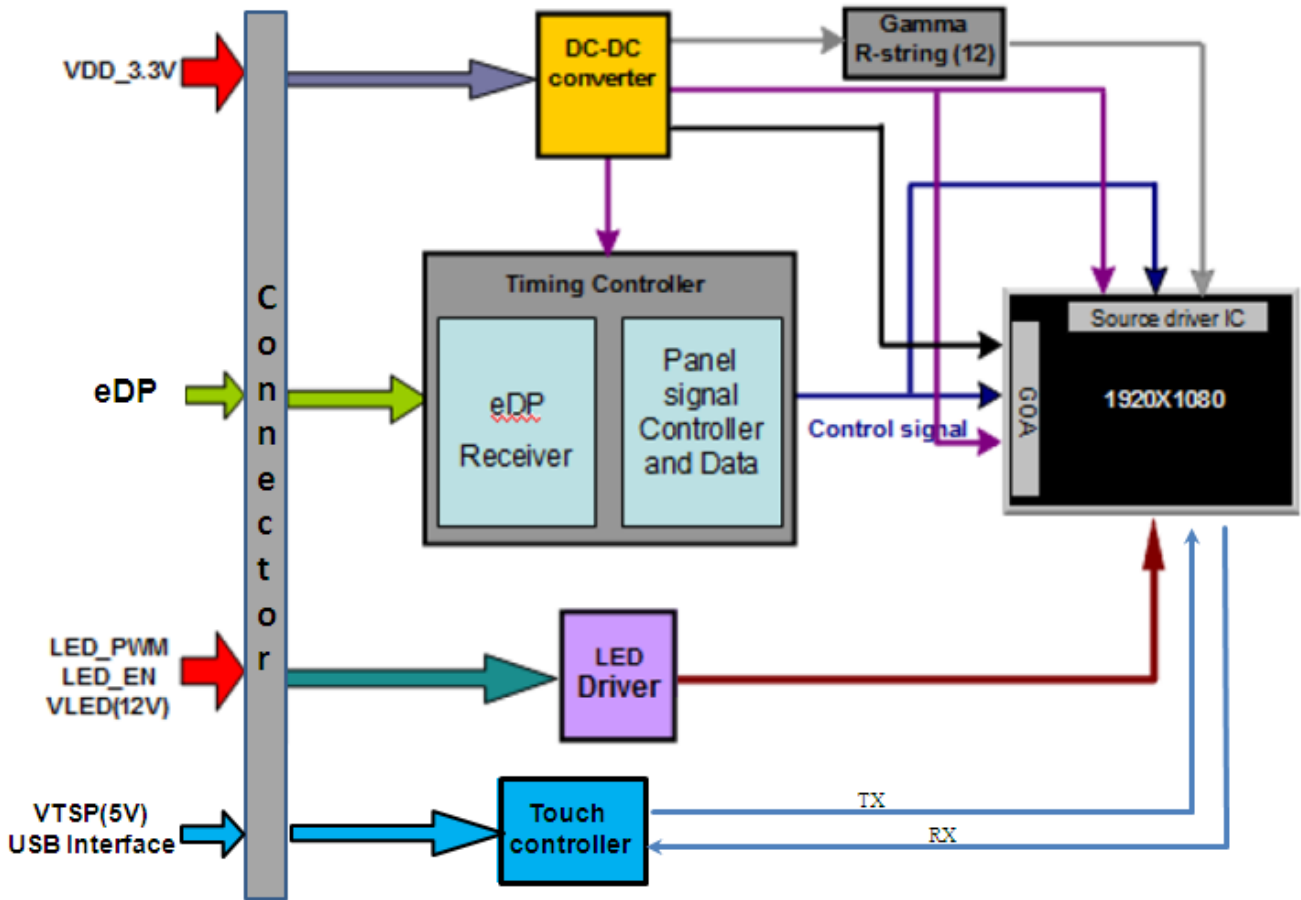 VDD_3.3V
DC-DC
converter
Gamma
R-string (12)
Connector
Timing Controller
eDP
eDP
Receiver
Panel
signal
Controller
and Data
Control signal
Source driver IC
GOA
1920X1080
LED_PWM
LED_EN
VLED(12V)
LED
Driver
VTSP(5V)
USB Interface
Touch
controller
TX
RX